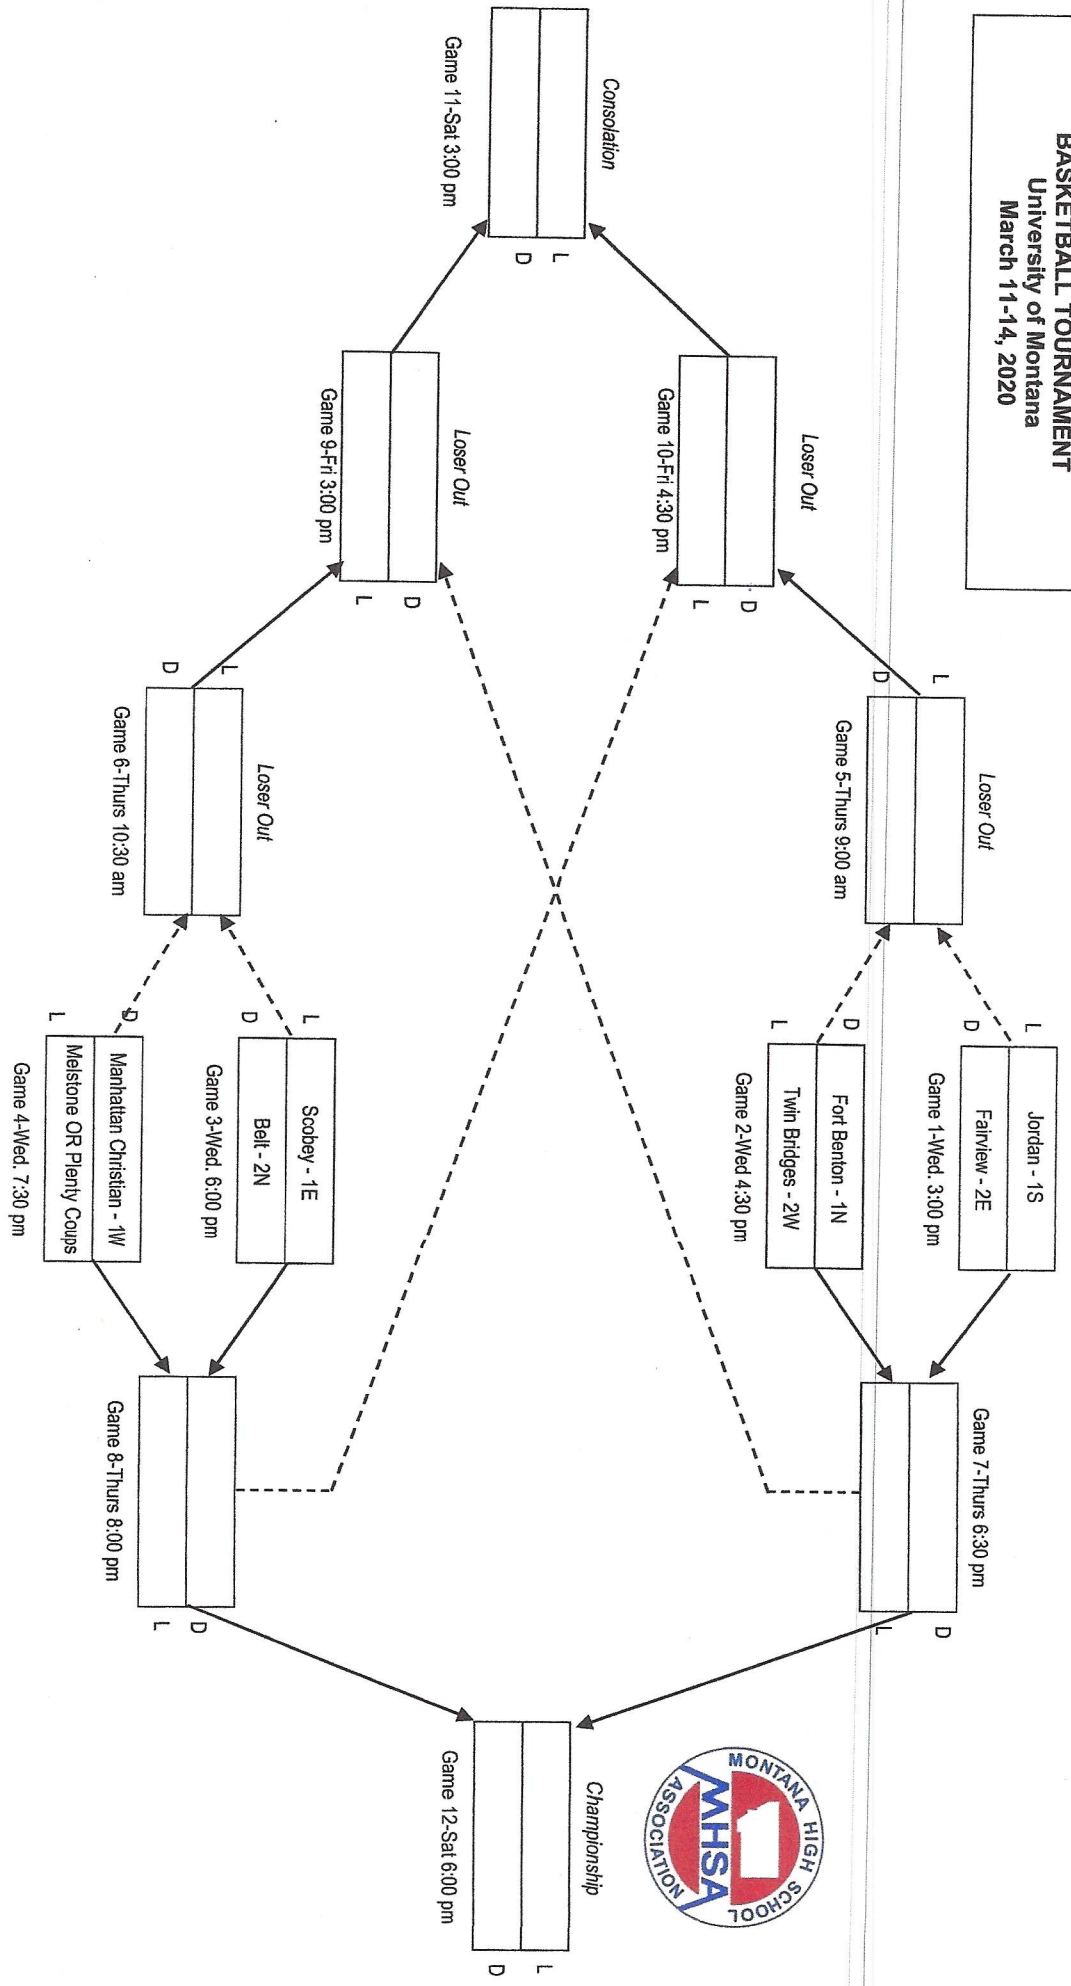 BASKETBALL TOURNAMENT
University of Montana
March 11-14, 2020
Loser Out
L
D
Game 5-Thurs 9:00 am
L
Jordan - 1S
D
Fairview - 2E
Game 1-Wed. 3:00 pm
D
Fort Benton - 1N
L
Twin Bridges - 2W
Game 2-Wed 4:30 pm
Game 7-Thurs 6:30 pm
D
L
Loser Out
D
L
Game 10-Fri 4:30 pm
Consolation
L
D
Game 11-Sat 3:00 pm
Championship
L
D
Game 12-Sat 6:00 pm
MONTANA HIGH SCHOOL
MHSA
ASSOCIATION
Loser Out
D
L
Game 9-Fri 3:00 pm
Loser Out
L
D
Game 6-Thurs 10:30 am
L
Scobey - 1E
D
Belt - 2N
Game 3-Wed. 6:00 pm
D
Manhattan Christian - 1W
L
Melstone OR Plenty Coups
Game 4-Wed. 7:30 pm
D
L
Game 8-Thurs 8:00 pm